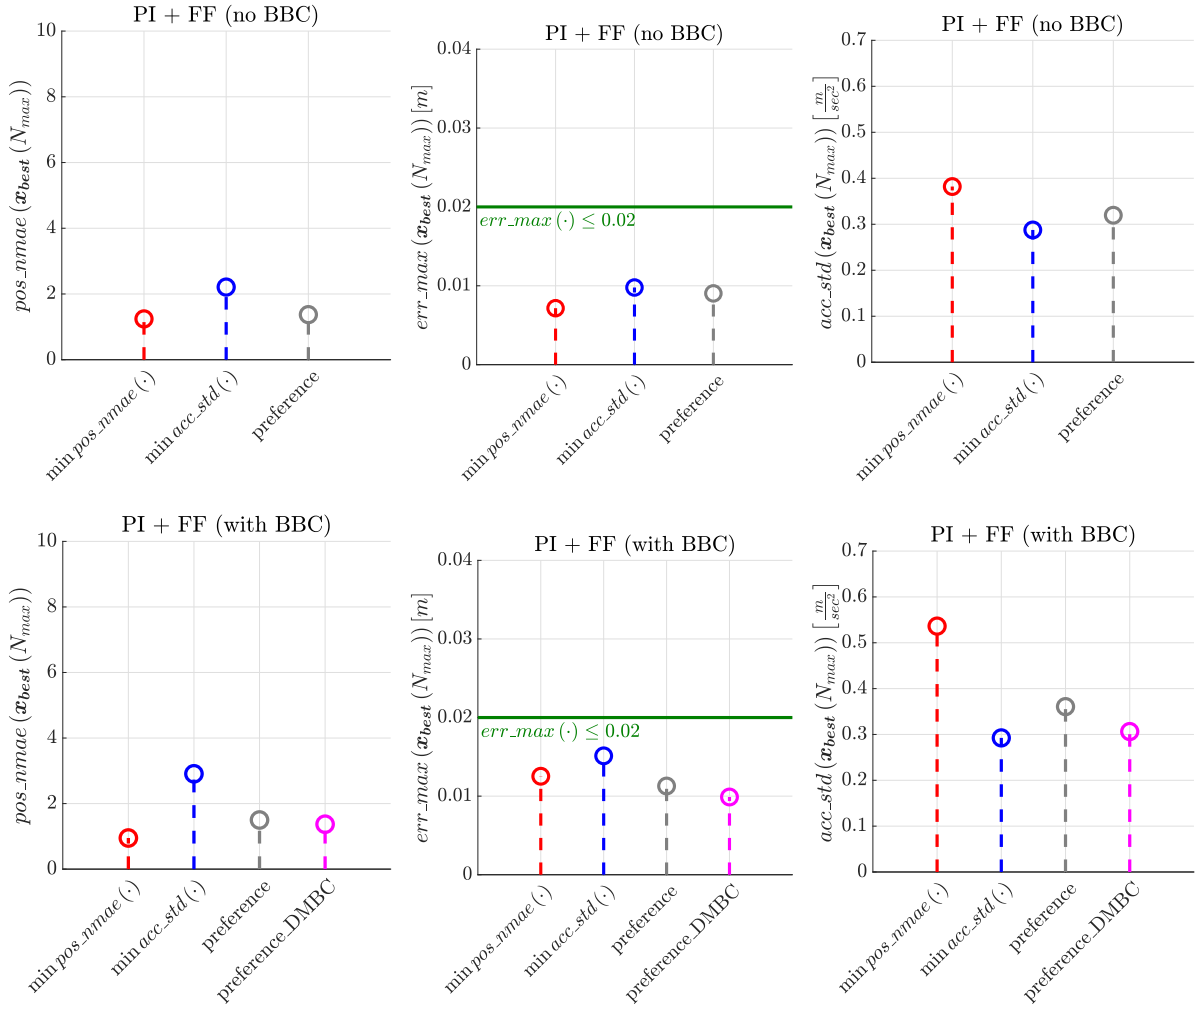 PI + FF (no BBC)
pos_nmae (x_best (N_max))
10
8
6
4
2
0
min pos_nmae (·)
min acc_std (·)
preference
PI + FF (no BBC)
err_max (x_best (N_max)) [m]
0.04
0.03
0.02
0.01
0
err_max (·) ≤ 0.02
min pos_nmae (·)
min acc_std (·)
preference
PI + FF (no BBC)
acc_std (x_best (N_max)) [m/sec²]
0.7
0.6
0.5
0.4
0.3
0.2
0.1
0
min pos_nmae (·)
min acc_std (·)
preference
PI + FF (with BBC)
pos_nmae (x_best (N_max))
10
8
6
4
2
0
min pos_nmae (·)
min acc_std (·)
preference
preference_DMBC
PI + FF (with BBC)
err_max (x_best (N_max)) [m]
0.04
0.03
0.02
0.01
0
err_max (·) ≤ 0.02
min pos_nmae (·)
min acc_std (·)
preference
preference_DMBC
PI + FF (with BBC)
acc_std (x_best (N_max)) [m/sec²]
0.7
0.6
0.5
0.4
0.3
0.2
0.1
0
min pos_nmae (·)
min acc_std (·)
preference
preference_DMBC